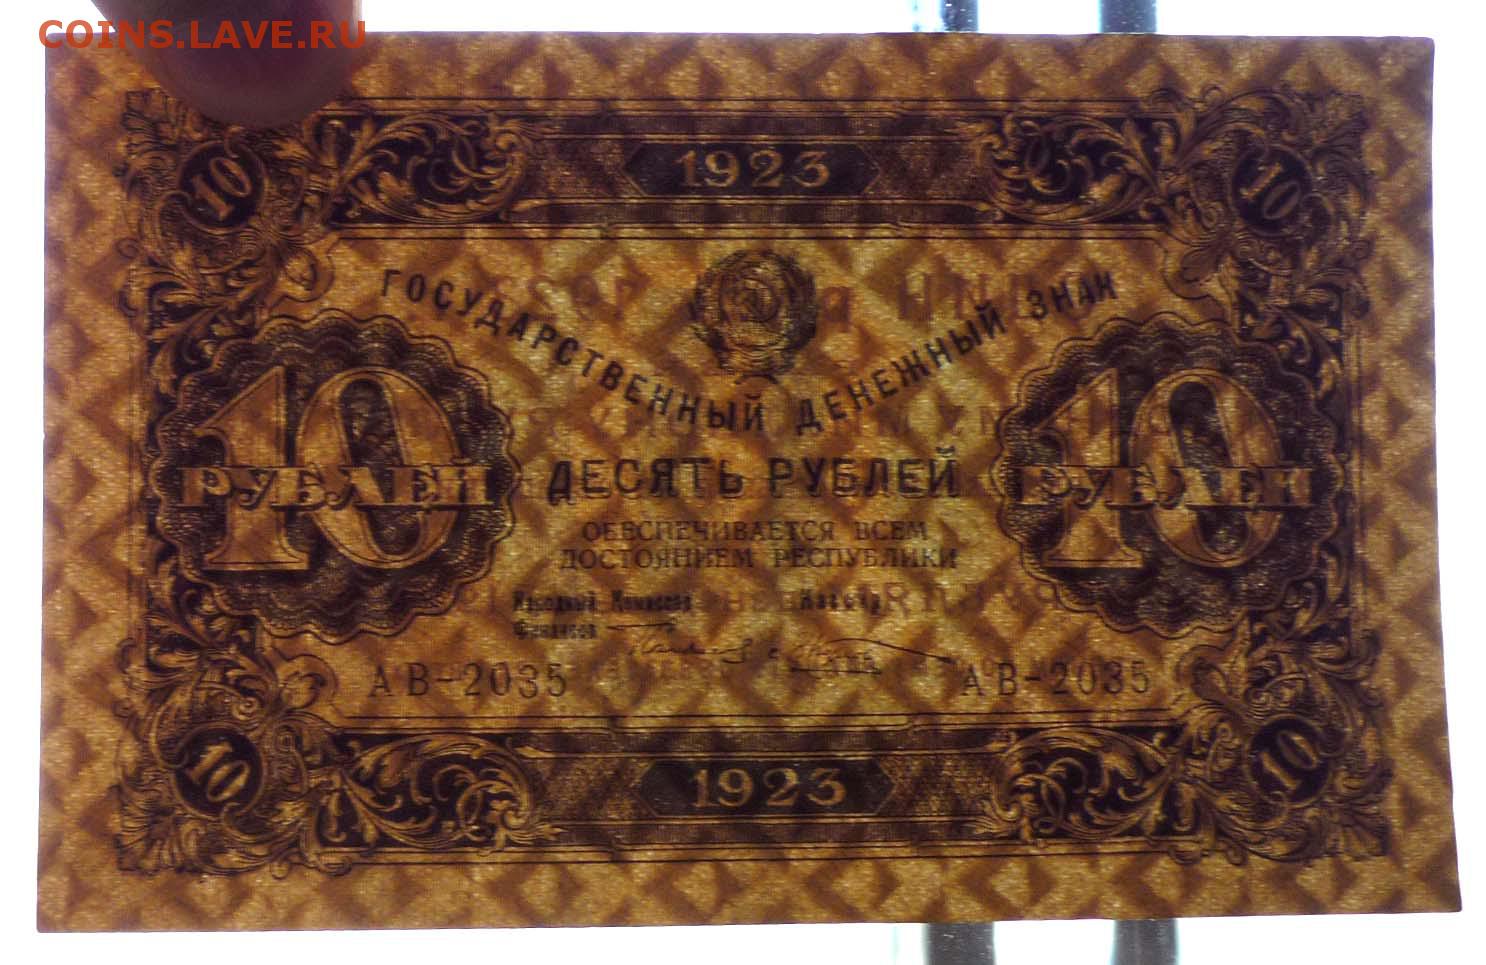 COINS.LAVE.RU
1923
10 10
ГОСУДАРСТВЕННЫЙ ДЕНЕЖНЫЙ ЗНАК
10 РУБЛЕЙ
10 РУБЛЕЙ
ДЕСЯТЬ РУБЛЕЙ
ОБЕСПЕЧИВАЕТСЯ ВСЕМ
ДОСТОЯНИЕМ РЕСПУБЛИКИ
Народный Комиссар Кассир
Финансов
АВ-2035 АВ-2035
10 10
1923